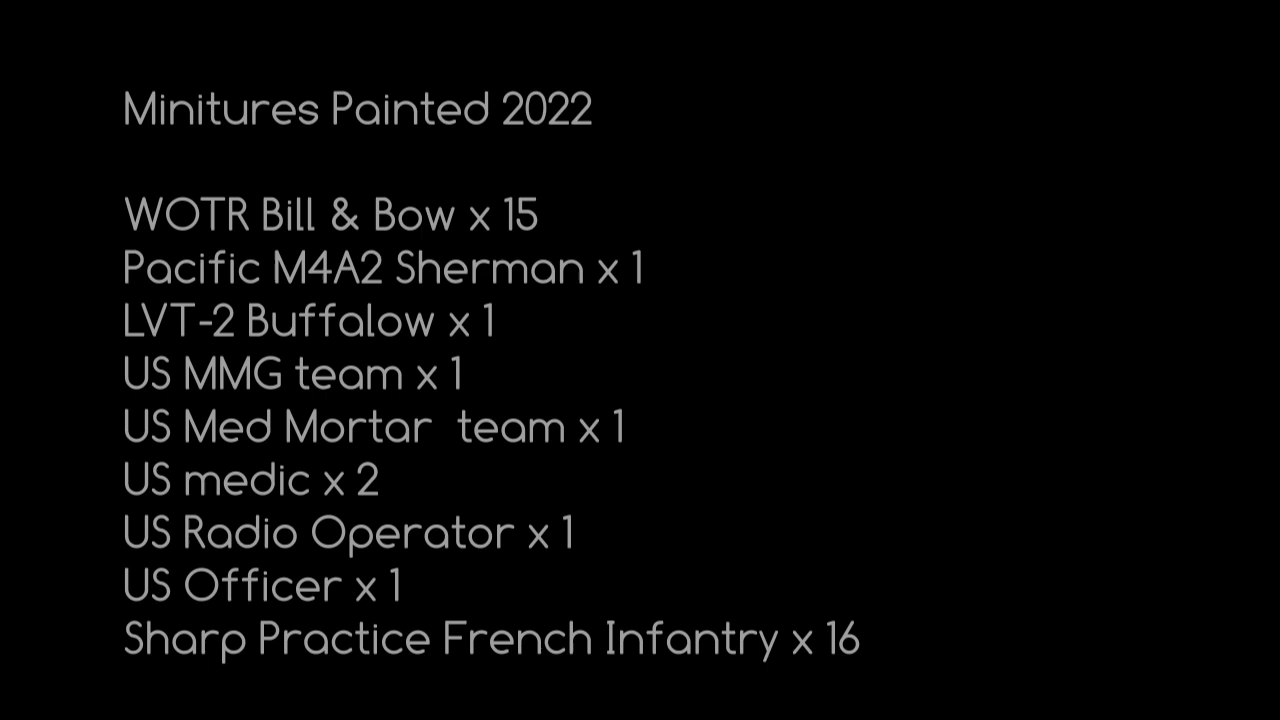 Minitures Painted 2022
WOTR Bill & Bow x 15
Pacific M4A2 Sherman x 1
LVT-2 Buffalow x 1
US MMG team x 1
US Med Mortar  team x 1
US medic x 2
US Radio Operator x 1
US Officer x 1
Sharp Practice French Infantry x 16